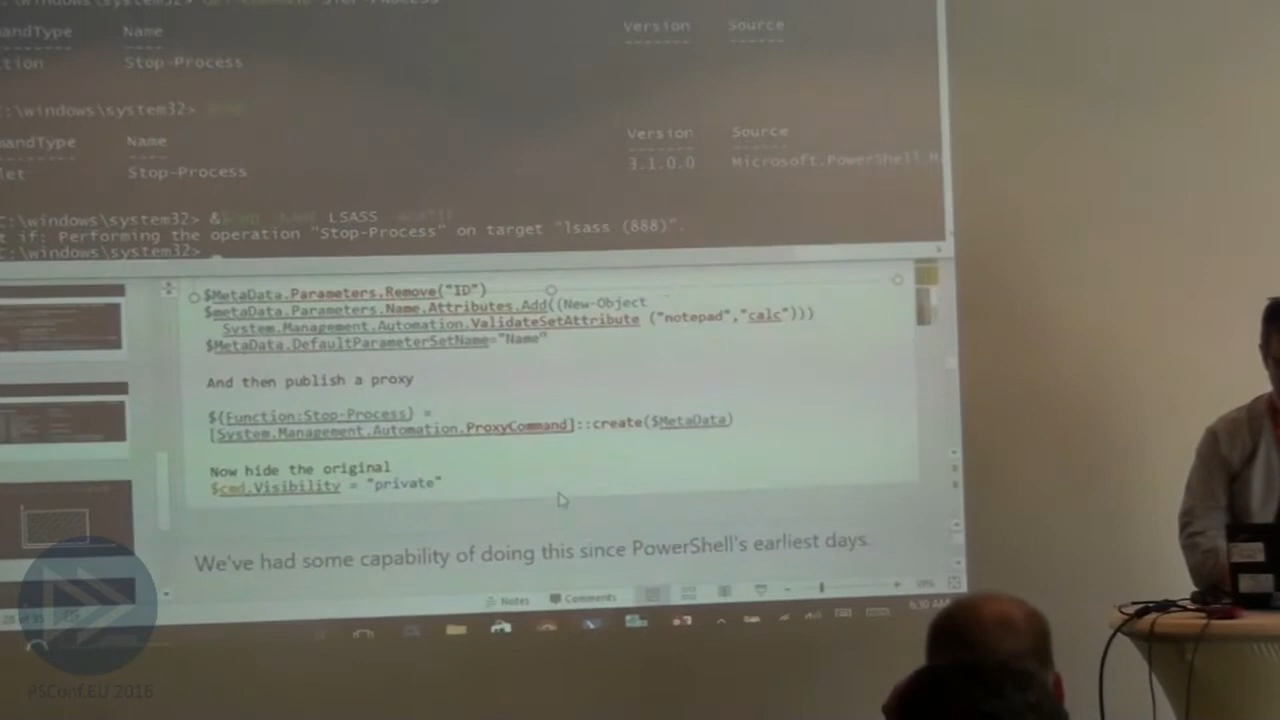 Stop-Process
Name Version Source
Stop-Process
C:\windows\system32>
Name Version Source
Stop-Process 3.1.0.0 Microsoft.PowerShell.M
C:\windows\system32> & LSASS
t if: Performing the operation "Stop-Process" on target "lsass (888)".
C:\windows\system32>
$MetaData.Parameters.Remove("ID")
$metaData.Parameters.Name.Attributes.Add((New-Object
System.Management.Automation.ValidateSetAttribute ("notepad","calc")))
$MetaData.DefaultParameterSetName="Name"
And then publish a proxy
${Function:Stop-Process} =
[System.Management.Automation.ProxyCommand]::create($MetaData)
Now hide the original
$cmd.Visibility = "private"
We've had some capability of doing this since PowerShell's earliest days.
Notes Comments
PSConf.EU 2016